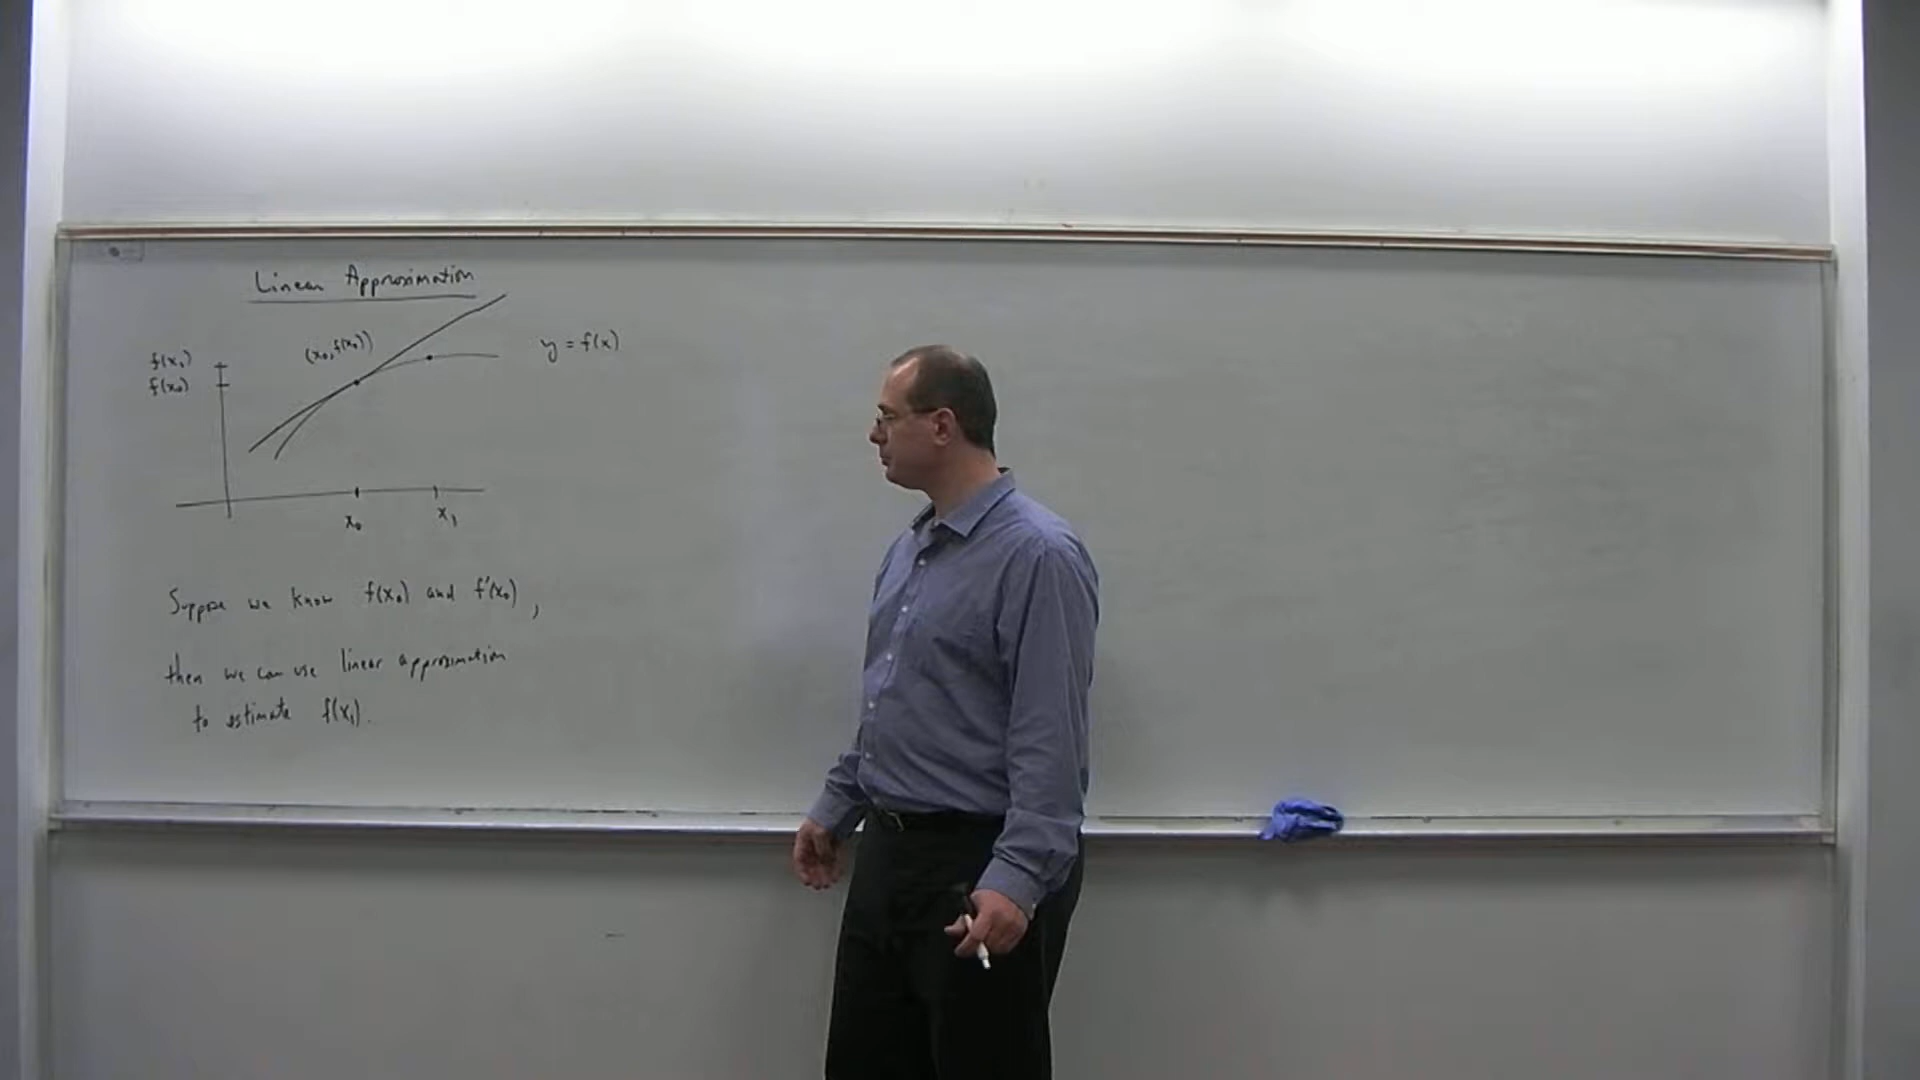 Linear Approximation
(x₀, f(x₀))
y = f(x)
f(x₁)
f(x₀)
x₀ x₁
Suppose we know f(x₀) and f'(x₀),
then we can use linear approximation
to estimate f(x₁).